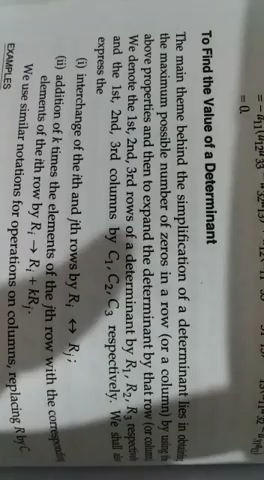 = 0.
To Find the Value of a Determinant
The main theme behind the simplification of a determinant lies in obtaining
the maximum possible number of zeros in a row (or a column) by using the
above properties and then to expand the determinant by that row (or column)
We denote the 1st, 2nd, 3rd rows of a determinant by R₁, R₂, R₃ respectively
and the 1st, 2nd, 3rd columns by C₁, C₂, C₃ respectively. We shall
express the
(i) interchange of the ith and jth rows by Rᵢ ↔ Rⱼ;
(ii) addition of k times the elements of the jth row with the corresponding
elements of the ith row by Rᵢ → Rᵢ + kRⱼ.
We use similar notations for operations on columns, replacing R by C
EXAMPLES